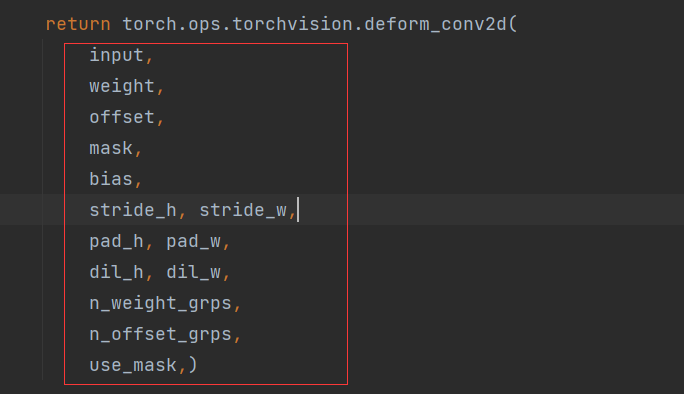 return torch.ops.torchvision.deform_conv2d(
input,
weight,
offset,
mask,
bias,
stride_h, stride_w,
pad_h, pad_w,
dil_h, dil_w,
n_weight_grps,
n_offset_grps,
use_mask,)